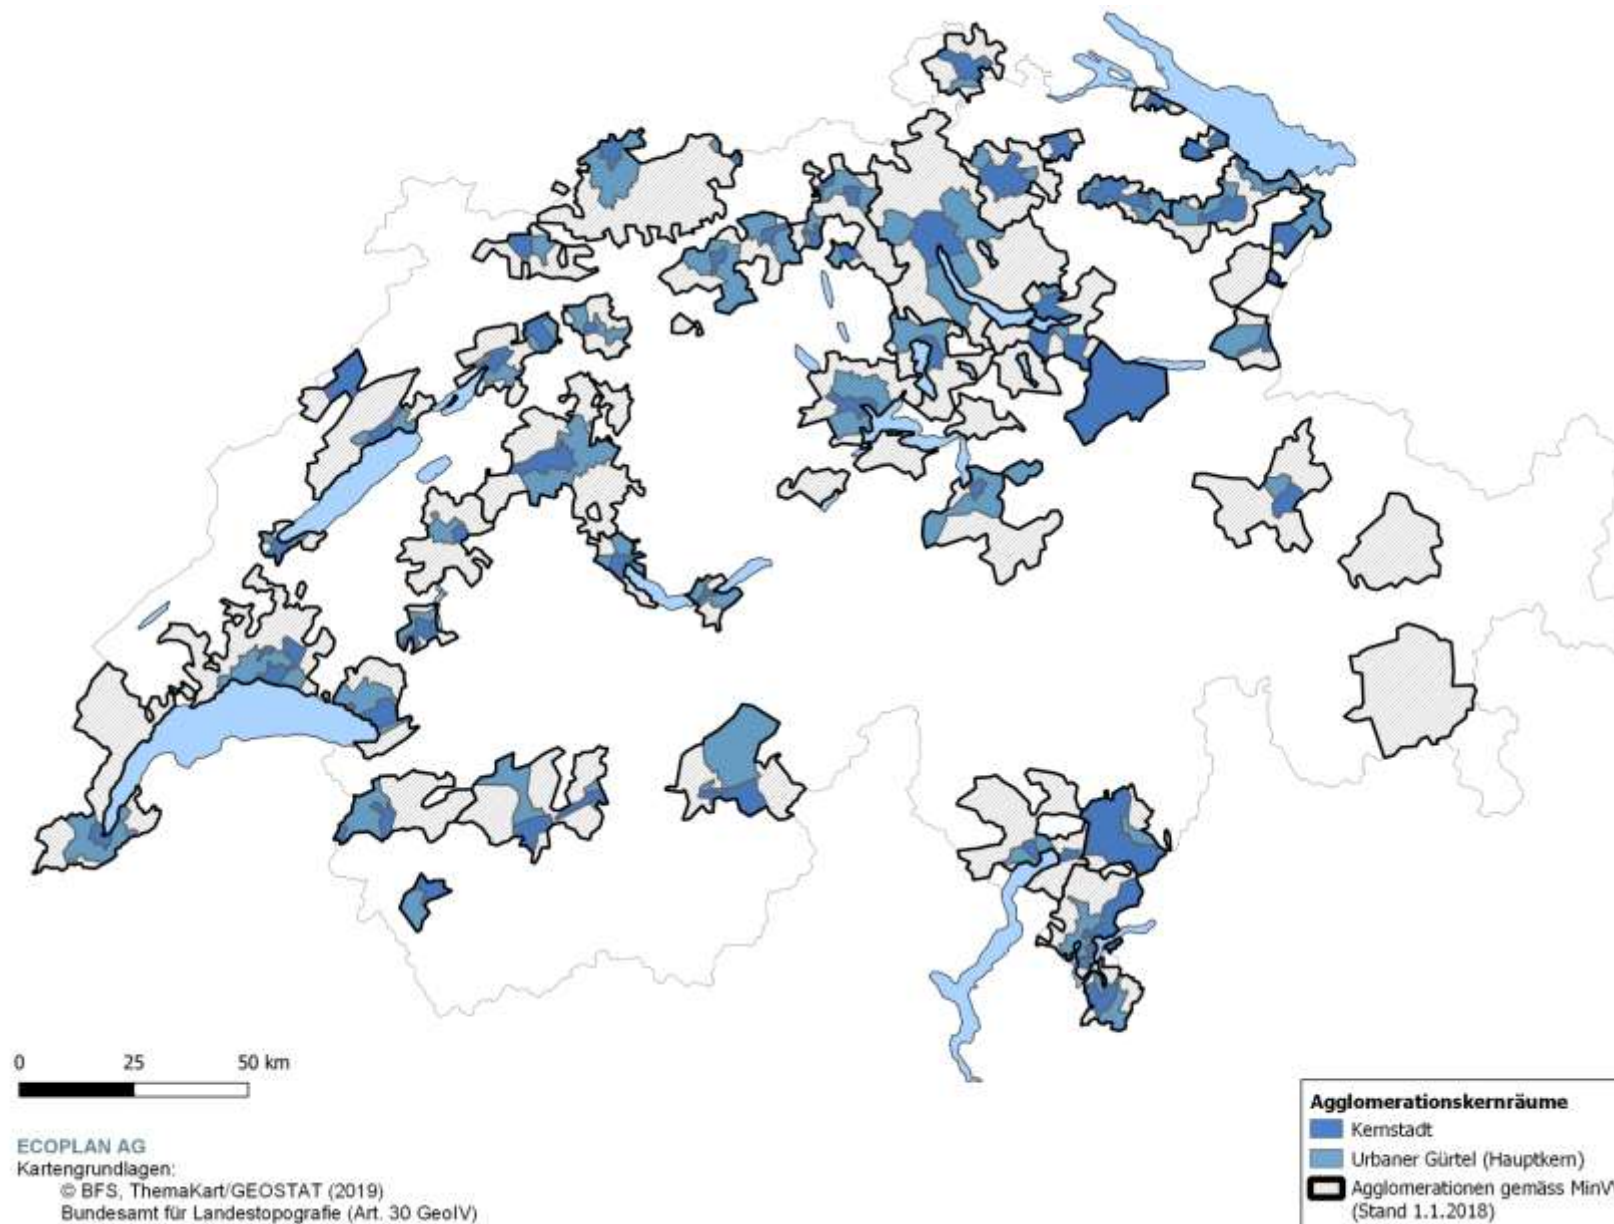 0 25 50 km
ECOPLAN AG
Kartengrundlagen:
© BFS, ThemaKart/GEOSTAT (2019)
Bundesamt für Landestopografie (Art. 30 GeoIV)
Agglomerationskernräume
Kernstadt
Urbaner Gürtel (Hauptkern)
Agglomerationen gemäss
(Stand 1.1.2018)